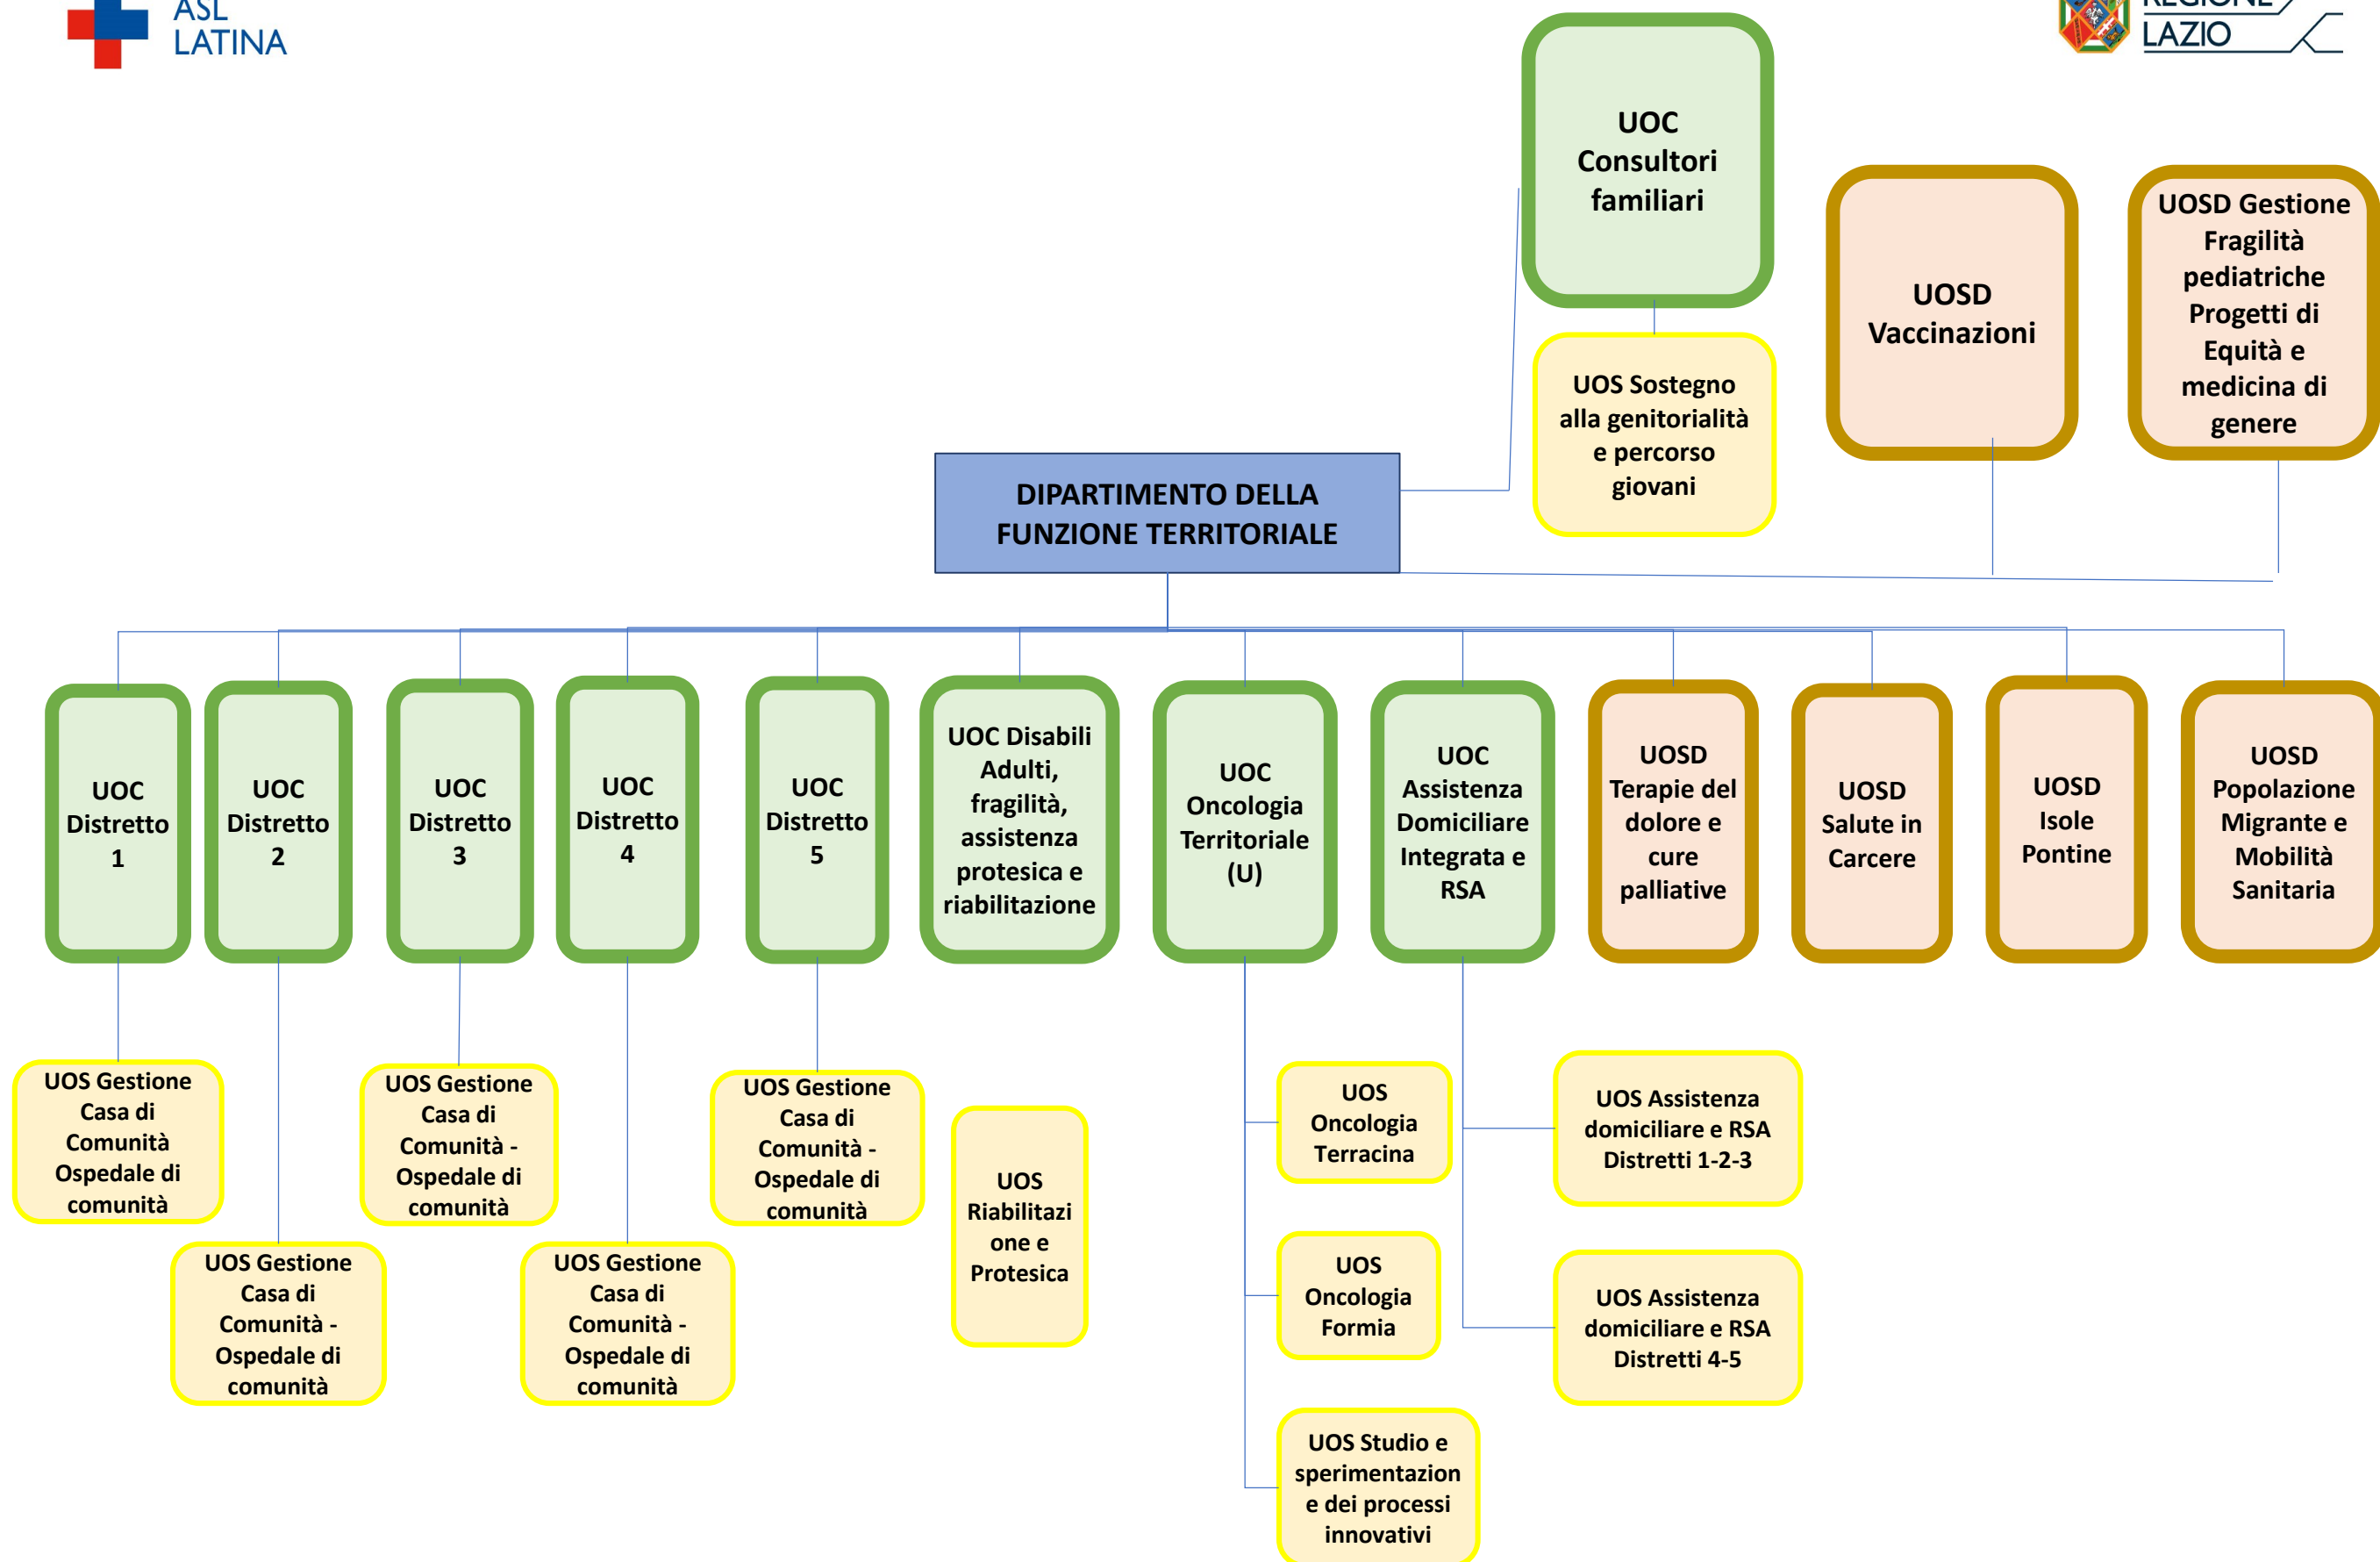 ASL
LATINA
REGIONE
LAZIO
UOC
Consultori
familiari
UOSD
Vaccinazioni
UOSD Gestione
Fragilità
pediatriche
Progetti di
Equità e
medicina di
genere
UOS Sostegno
alla genitorialità
e percorso
giovani
DIPARTIMENTO DELLA
FUNZIONE TERRITORIALE
UOC
Distretto
1
UOC
Distretto
2
UOC
Distretto
3
UOC
Distretto
4
UOC
Distretto
5
UOC Disabili
Adulti,
fragilità,
assistenza
protesica e
riabilitazione
UOC
Oncologia
Territoriale
(U)
UOC
Assistenza
Domiciliare
Integrata e
RSA
UOSD
Terapie del
dolore e
cure
palliative
UOSD
Salute in
Carcere
UOSD
Isole
Pontine
UOSD
Popolazione
Migrante e
Mobilità
Sanitaria
UOS Gestione
Casa di
Comunità
Ospedale di
comunità
UOS Gestione
Casa di
Comunità -
Ospedale di
comunità
UOS Gestione
Casa di
Comunità -
Ospedale di
comunità
UOS Gestione
Casa di
Comunità -
Ospedale di
comunità
UOS Gestione
Casa di
Comunità -
Ospedale di
comunità
UOS
Riabilitazi
one e
Protesica
UOS
Oncologia
Terracina
UOS
Oncologia
Formia
UOS Studio e
sperimentazion
e dei processi
innovativi
UOS Assistenza
domiciliare e RSA
Distretti 1-2-3
UOS Assistenza
domiciliare e RSA
Distretti 4-5